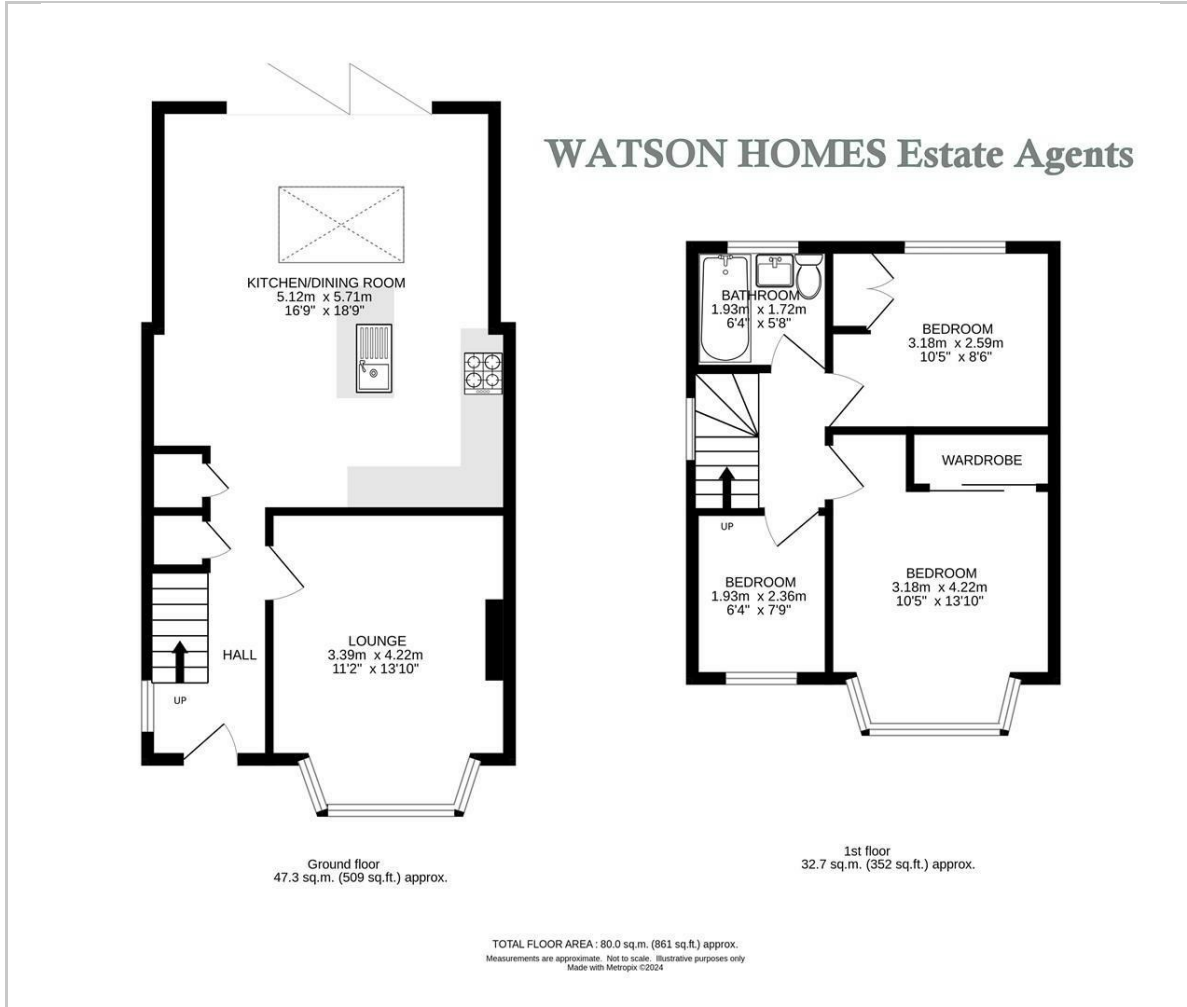 WATSON HOMES Estate Agents
KITCHEN/DINING ROOM
5.12m x 5.71m
16'9" x 18'9"
LOUNGE
3.39m x 4.22m
11'2" x 13'10"
HALL
UP
BATHROOM
1.93m x 1.72m
6'4" x 5'8"
BEDROOM
3.18m x 2.59m
10'5" x 8'6"
WARDROBE
UP
BEDROOM
1.93m x 2.36m
6'4" x 7'9"
BEDROOM
3.18m x 4.22m
10'5" x 13'10"
Ground floor
47.3 sq.m. (509 sq.ft.) approx.
1st floor
32.7 sq.m. (352 sq.ft.) approx.
TOTAL FLOOR AREA : 80.0 sq.m. (861 sq.ft.) approx.
Measurements are approximate. Not to scale. Illustrative purposes only
Made with Metropix ©2024